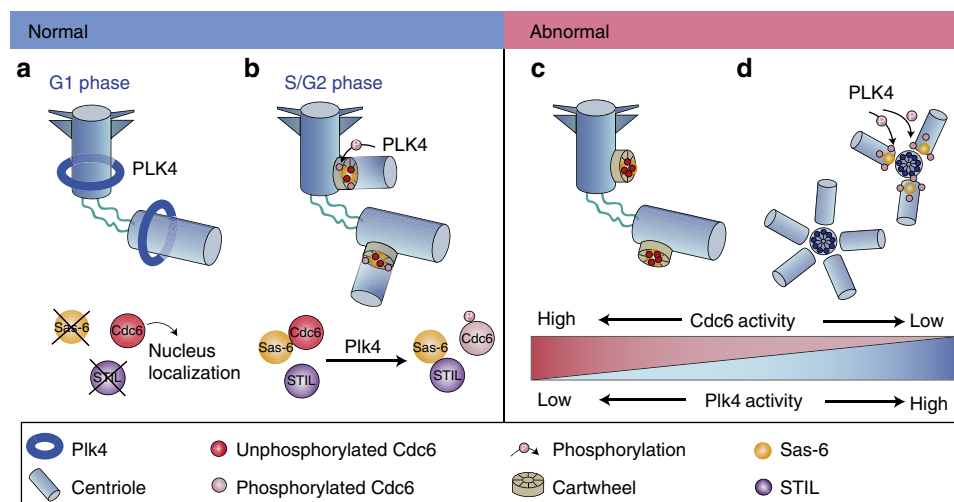 Normal
Abnormal
a
b
c
d
G1 phase
S/G2 phase
PLK4
P
PLK4
PLK4
P
P
Sas-6
Cdc6
STIL
Nucleus
localization
Sas-6
Cdc6
STIL
Plk4
Sas-6
STIL
P
Cdc6
High
Cdc6 activity
Low
Low
Plk4 activity
High
Plk4
Unphosphorylated Cdc6
P
Phosphorylation
Sas-6
Centriole
Phosphorylated Cdc6
Cartwheel
STIL